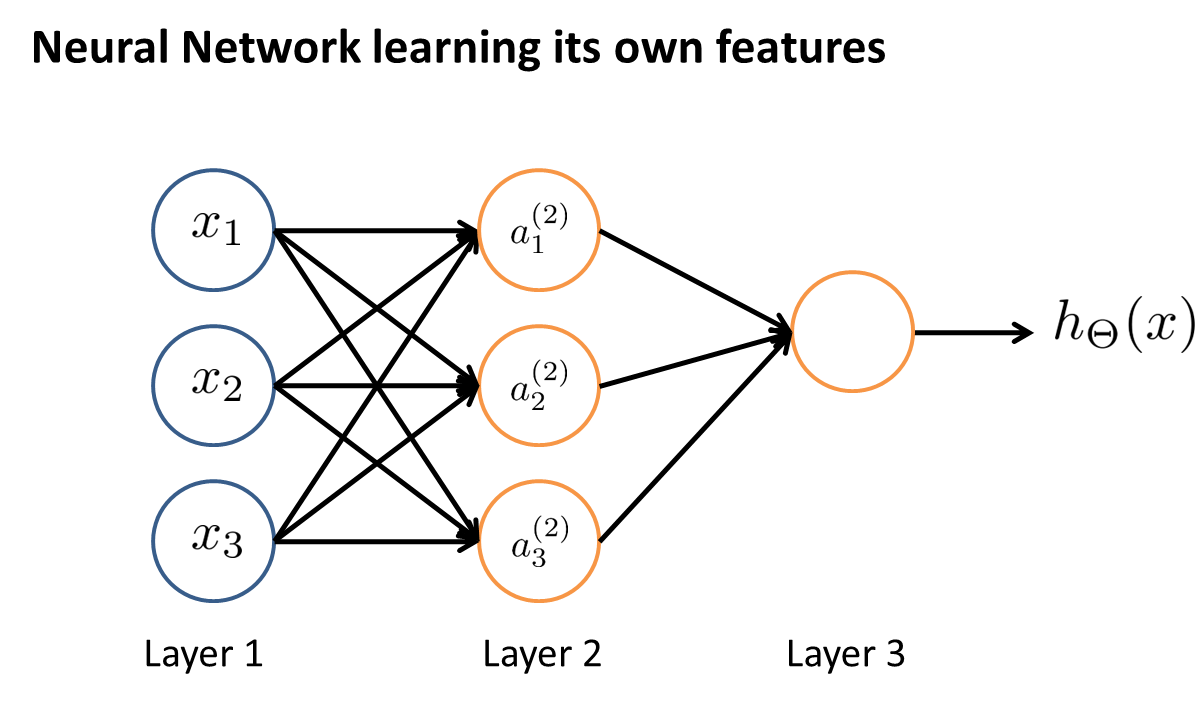 Neural Network learning its own features
x₁
a₁⁽²⁾
x₂
a₂⁽²⁾
h_Θ(x)
x₃
a₃⁽²⁾
Layer 1
Layer 2
Layer 3